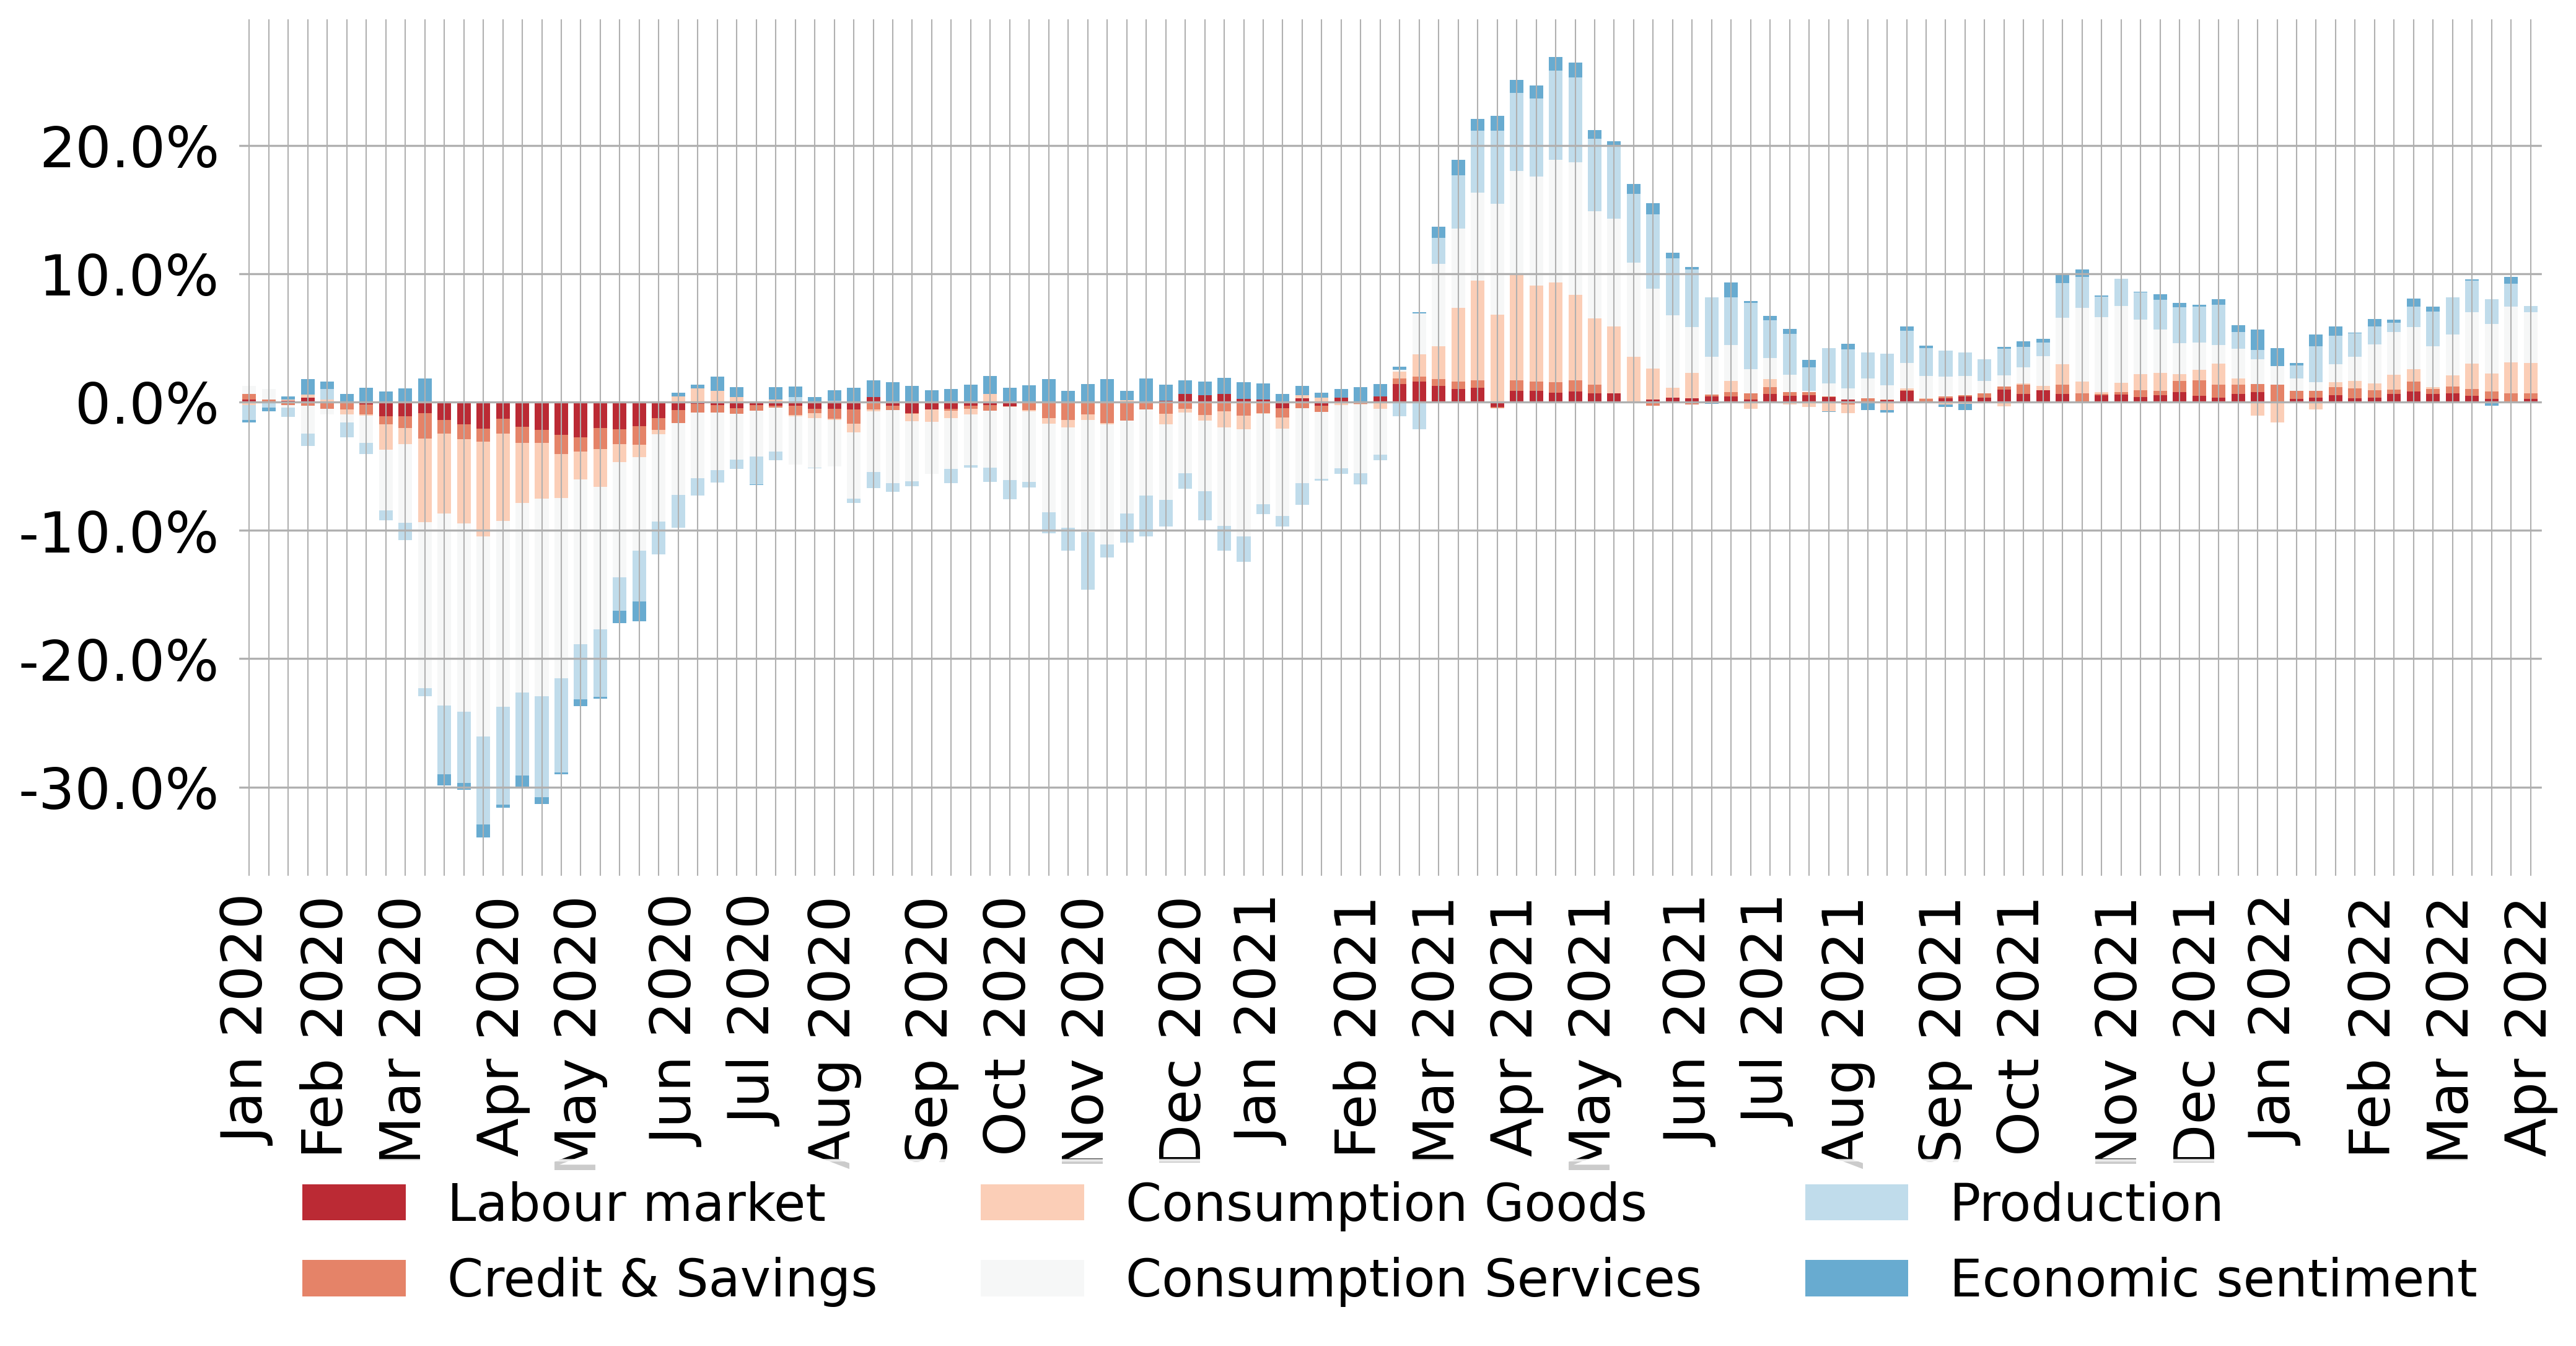 20.0%
10.0%
0.0%
-10.0%
-20.0%
-30.0%
Jan 2020
Feb 2020
Mar 2020
Apr 2020
May 2020
Jun 2020
Jul 2020
Aug 2020
Sep 2020
Oct 2020
Nov 2020
Dec 2020
Jan 2021
Feb 2021
Mar 2021
Apr 2021
May 2021
Jun 2021
Jul 2021
Aug 2021
Sep 2021
Oct 2021
Nov 2021
Dec 2021
Jan 2022
Feb 2022
Mar 2022
Apr 2022
Labour market
Credit & Savings
Consumption Goods
Consumption Services
Production
Economic sentiment